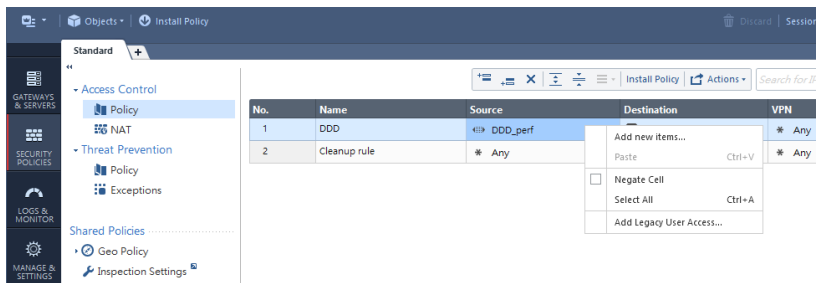 Objects Install Policy Discard Session
Standard +
Install Policy Actions Search for IP
GATEWAYS & SERVERS
SECURITY POLICIES
LOGS & MONITOR
MANAGE & SETTINGS
Access Control
Policy
NAT
Threat Prevention
Policy
Exceptions
Shared Policies
Geo Policy
Inspection Settings
No. Name Source Destination VPN
1 DDD DDD_perf * Any
2 Cleanup rule * Any * Any
Add new items...
Paste Ctrl+V
Negate Cell
Select All Ctrl+A
Add Legacy User Access...